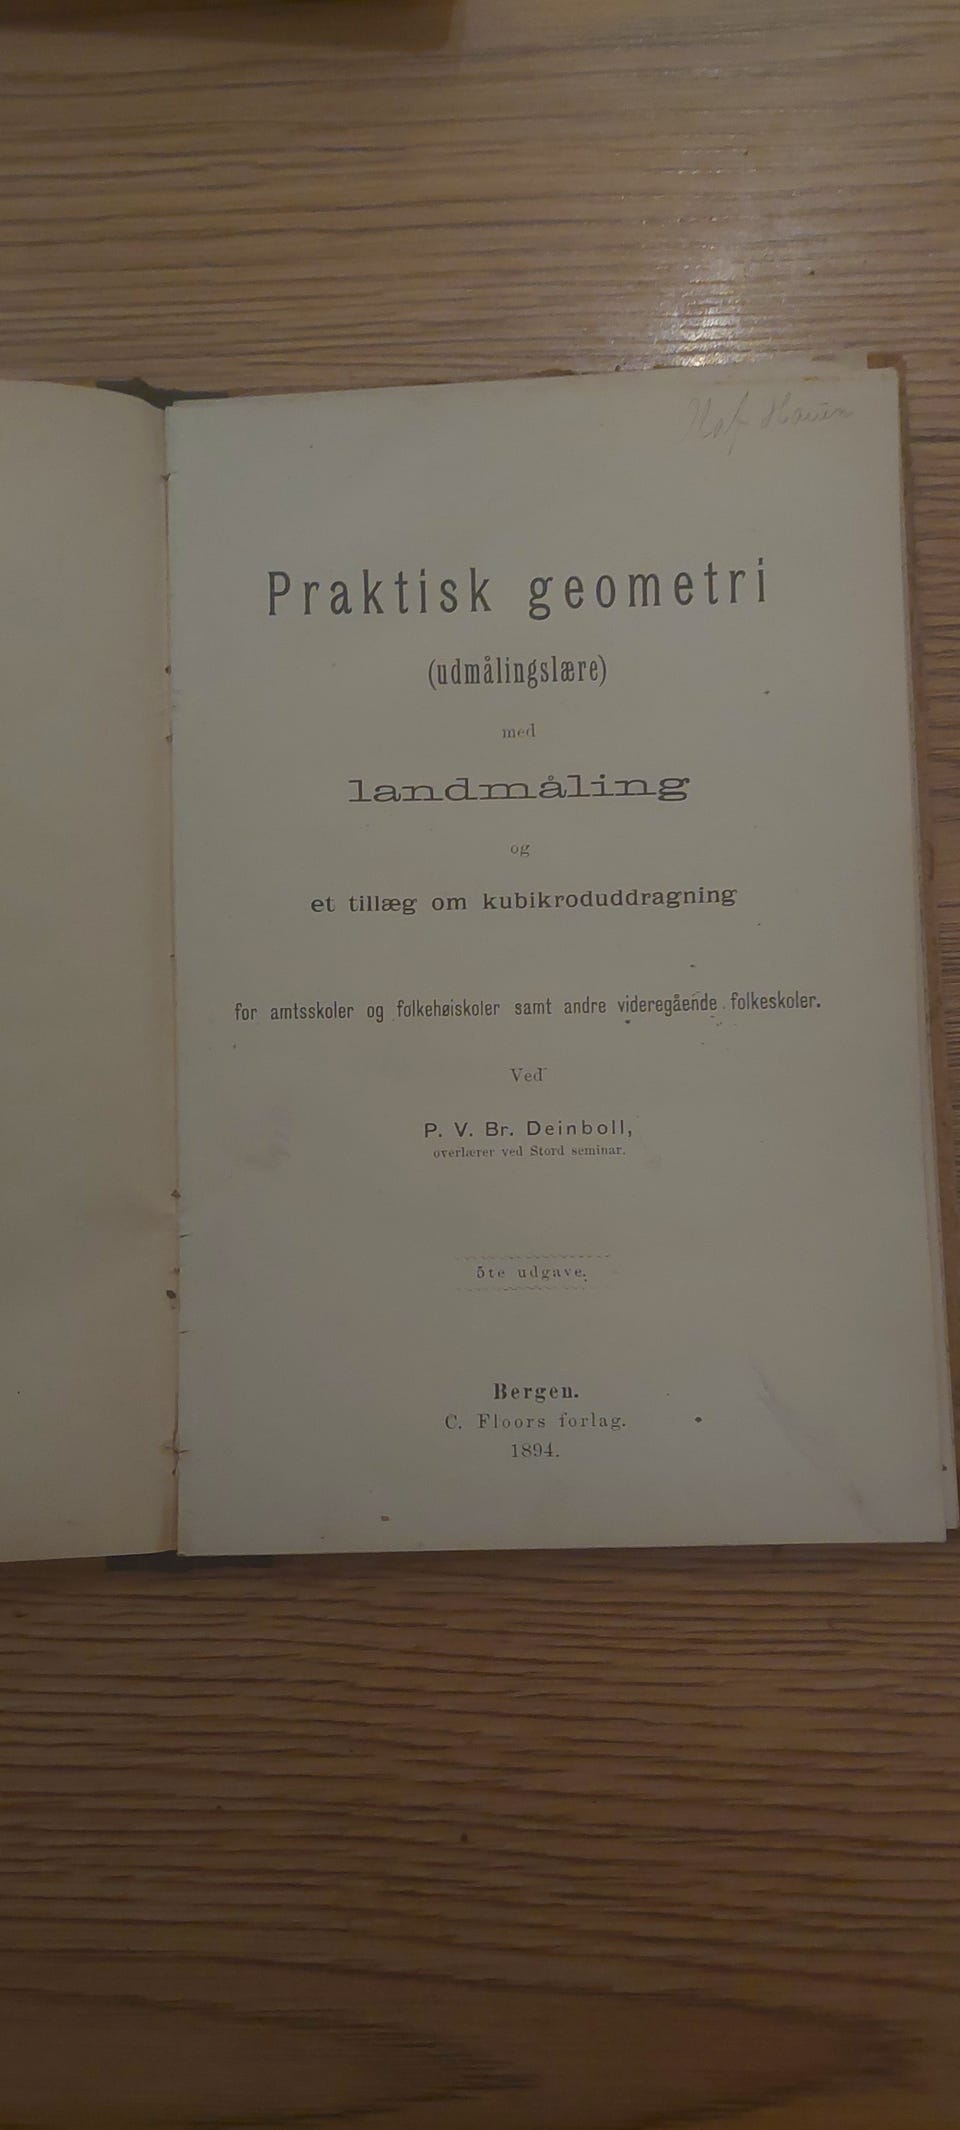 Praktisk geometri
(udmålingslære)
med
landmåling
og
et tillæg om kubikroduddragning
for amtsskoler og folkehøiskoler samt andre videregående folkeskoler.
Ved
P. V. Br. Deinboll,
overlærer ved Stord seminar.
5te udgave.
Bergen.
C. Floors forlag.
1894.